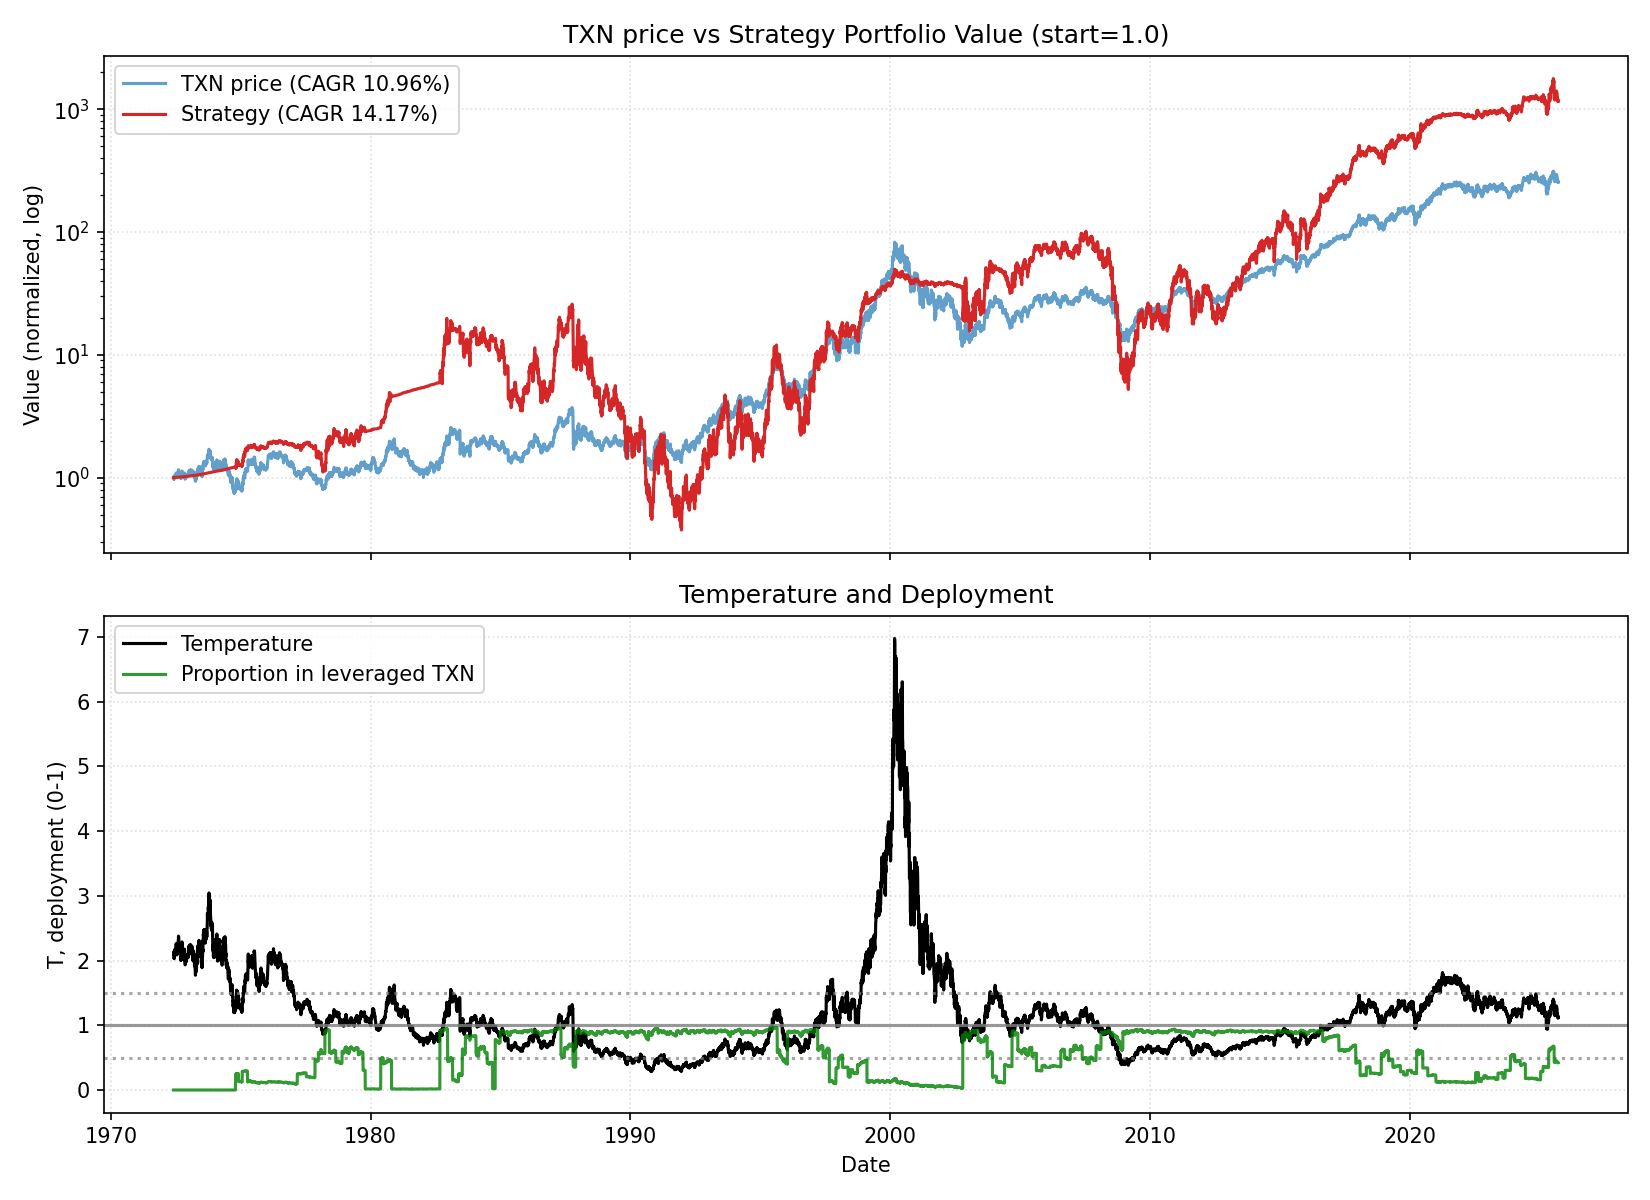 TXN price vs Strategy Portfolio Value (start=1.0)
TXN price (CAGR 10.96%)
Strategy (CAGR 14.17%)
Value (normalized, log)
10³
10²
10¹
10⁰
Temperature and Deployment
Temperature
Proportion in leveraged TXN
T, deployment (0-1)
7
6
5
4
3
2
1
0
1970 1980 1990 2000 2010 2020
Date